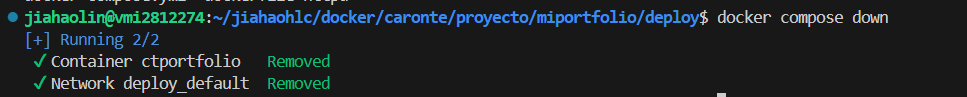 jiahaolin@vmi2812274:~/jiahaohlc/docker/caronte/proyecto/miportfolio/deploy$ docker compose down
[+] Running 2/2
✔ Container ctportfolio Removed
✔ Network deploy_default Removed